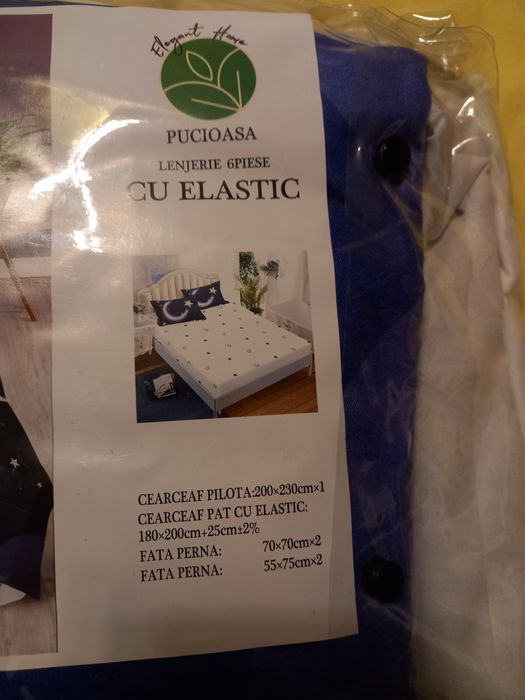 Elegant Home
PUCIOASA
LENJERIE 6PIESE
CU ELASTIC
CEARCEAF PILOTA:200×230cm×1
CEARCEAF PAT CU ELASTIC:
180×200cm+25cm±2%
FATA PERNA: 70×70cm×2
FATA PERNA: 55×75cm×2